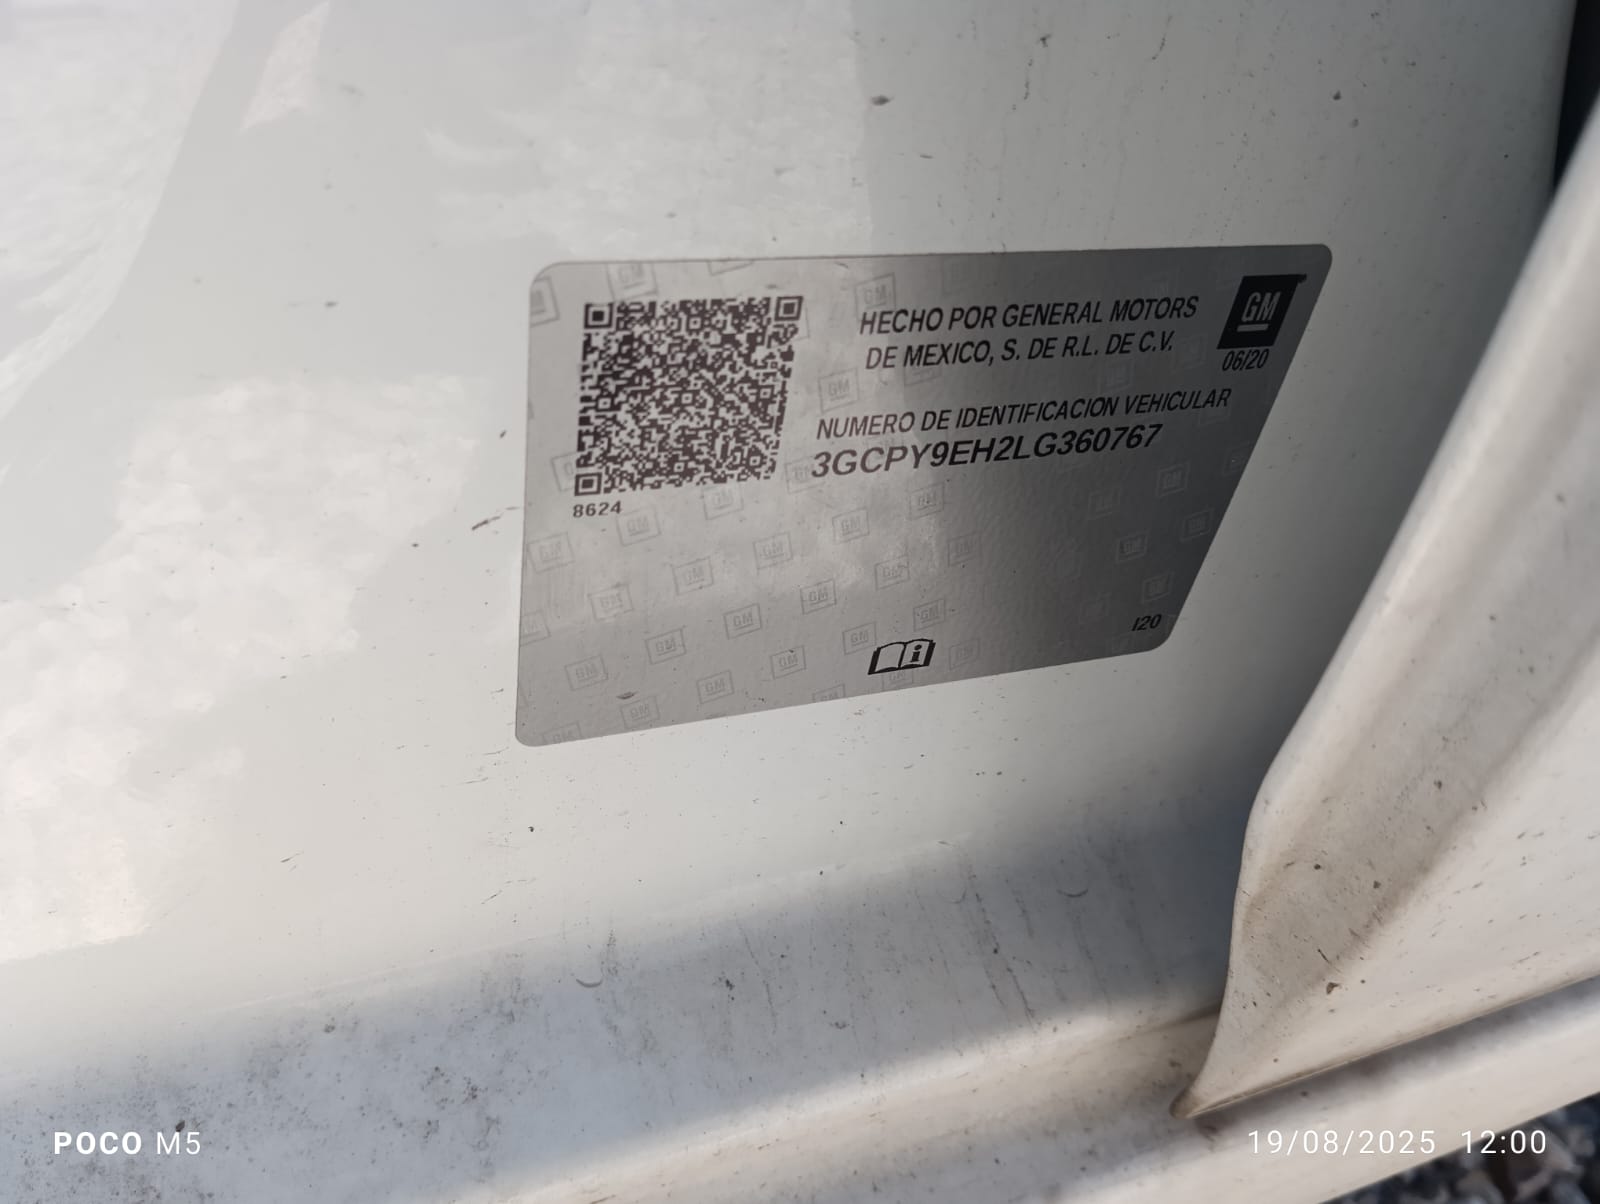 HECHO POR GENERAL MOTORS
DE MEXICO, S. DE R.L. DE C.V.
GM
06/20
NUMERO DE IDENTIFICACION VEHICULAR
3GCPY9EH2LG360767
8624
i
I20
POCO M5
19/08/2025 12:00